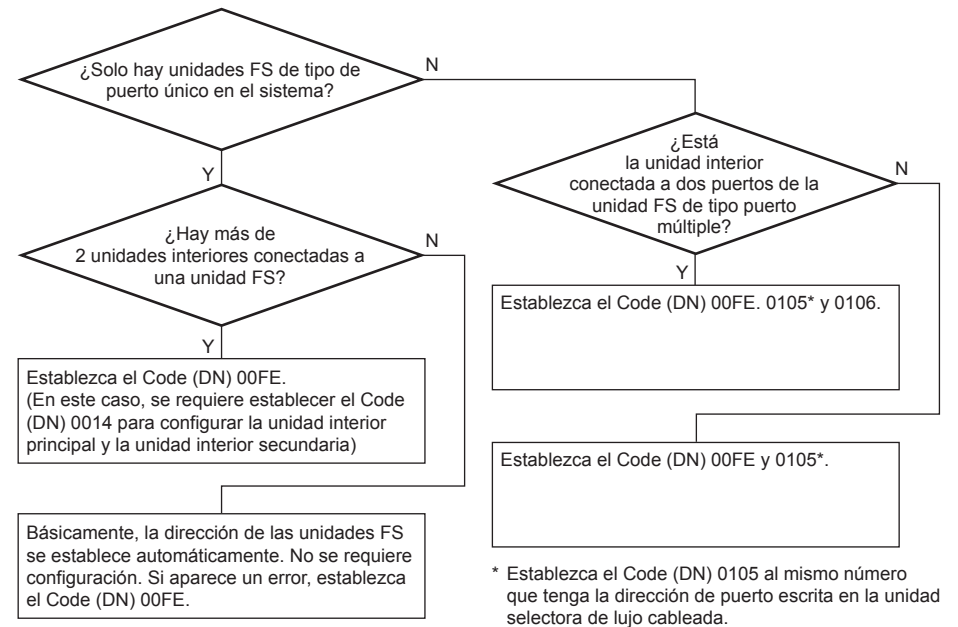 ¿Solo hay unidades FS de tipo de
puerto único en el sistema?
N
Y
¿Hay más de
2 unidades interiores conectadas a
una unidad FS?
N
Y
Establezca el Code (DN) 00FE.
(En este caso, se requiere establecer el Code
(DN) 0014 para configurar la unidad interior
principal y la unidad interior secundaria)
Básicamente, la dirección de las unidades FS
se establece automáticamente. No se requiere
configuración. Si aparece un error, establezca
el Code (DN) 00FE.
¿Está
la unidad interior
conectada a dos puertos de la
unidad FS de tipo puerto
múltiple?
N
Y
Establezca el Code (DN) 00FE. 0105* y 0106.
Establezca el Code (DN) 00FE y 0105*.
* Establezca el Code (DN) 0105 al mismo número
que tenga la dirección de puerto escrita en la unidad
selectora de lujo cableada.